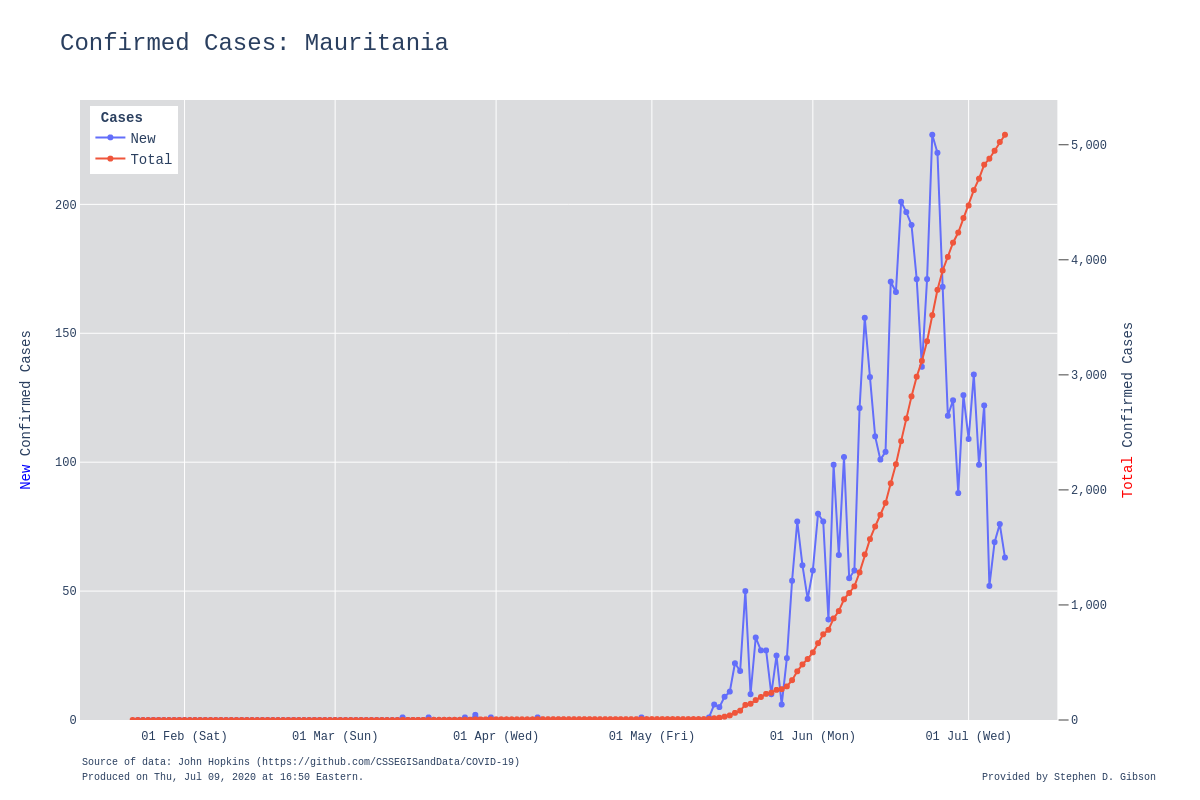 Confirmed Cases: Mauritania
Cases
New
Total
200
150
100
50
0
5,000
4,000
3,000
2,000
1,000
0
New Confirmed Cases
Total Confirmed Cases
01 Feb (Sat)
01 Mar (Sun)
01 Apr (Wed)
01 May (Fri)
01 Jun (Mon)
01 Jul (Wed)
Source of data: John Hopkins (https://github.com/CSSEGISandData/COVID-19)
Produced on Thu, Jul 09, 2020 at 16:50 Eastern.
Provided by Stephen D. Gibson